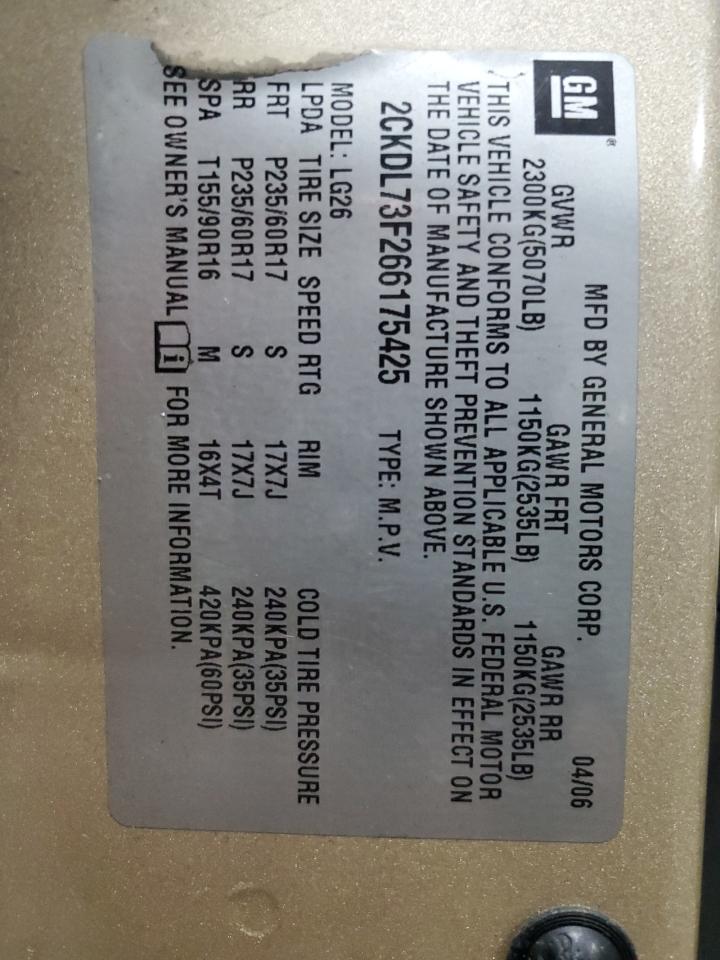 GM ®
MFD BY GENERAL MOTORS CORP. 04/06
GVWR GAWR FRT GAWR RR
2300KG(5070LB) 1150KG(2535LB) 1150KG(2535LB)
THIS VEHICLE CONFORMS TO ALL APPLICABLE U.S. FEDERAL MOTOR
VEHICLE SAFETY AND THEFT PREVENTION STANDARDS IN EFFECT ON
THE DATE OF MANUFACTURE SHOWN ABOVE.
2CKDL73F266175425 TYPE: M.P.V.
MODEL: LG26
LPDA TIRE SIZE SPEED RTG RIM COLD TIRE PRESSURE
FRT P235/60R17 S 17X7J 240KPA(35PSI)
RR P235/60R17 S 17X7J 240KPA(35PSI)
SPA T155/90R16 M 16X4T 420KPA(60PSI)
SEE OWNER'S MANUAL i FOR MORE INFORMATION.